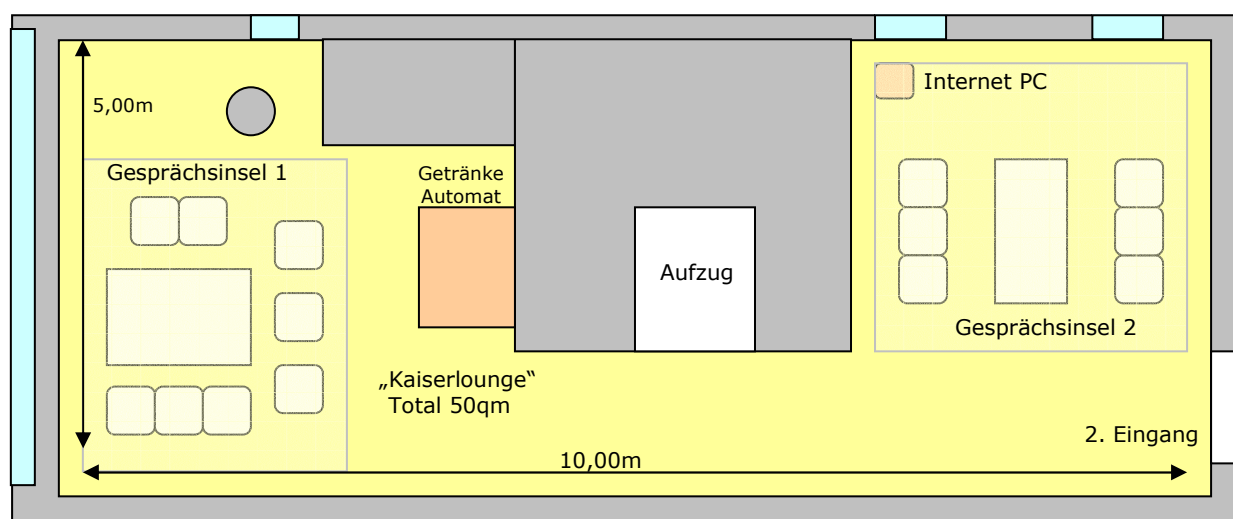 Internet PC
5,00m
Gesprächsinsel 1
Getränke
Automat
Aufzug
Gesprächsinsel 2
„Kaiserlounge“
Total 50qm
2. Eingang
10,00m